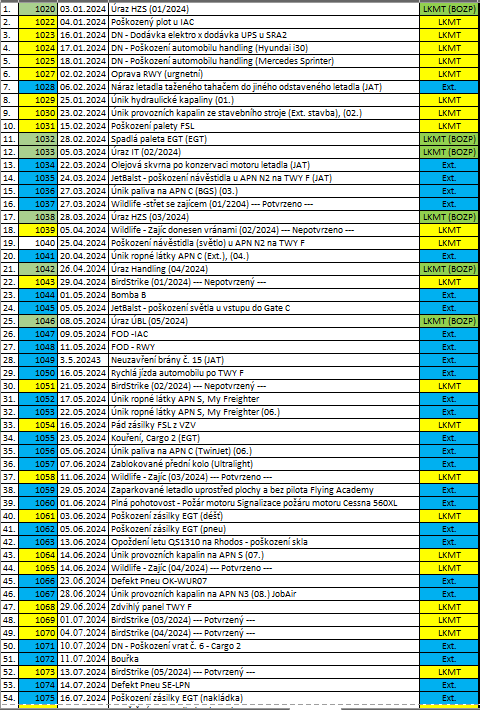 1. 1020 03.01.2024 Úraz HZS (01/2024) LKMT (BOZP)
2. 1022 04.01.2024 Poškozený plot u IAC LKMT
3. 1023 16.01.2024 DN - Dodávka elektro x dodávka UPS u SRA2 LKMT
4. 1024 17.01.2024 DN - Poškození automobilu handling (Hyundai i30) LKMT
5. 1025 18.01.2024 DN - Poškození automobilu handling (Mercedes Sprinter) LKMT
6. 1027 02.02.2024 Oprava RWY (urgnetní) LKMT
7. 1028 06.02.2024 Náraz letadla taženého tahačem do jiného odstaveného letadla (JAT) Ext.
8. 1029 25.01.2024 Únik hydraulické kapaliny (01.) LKMT
9. 1030 23.02.2024 Únik provozních kapalin ze stavebního stroje (Ext. stavba), (02.) LKMT
10. 1031 15.02.2024 Poškození palety FSL LKMT
11. 1032 28.02.2024 Spadlá paleta EGT (EGT) LKMT (BOZP)
12. 1033 05.03.2024 Úraz IT (02/2024) LKMT (BOZP)
13. 1034 22.03.2024 Olejová skvrna po konzervaci motoru letadla (JAT) Ext.
14. 1035 24.03.2024 JetBalst - poškození návěstidla u APN N2 na TWY F (JAT) Ext.
15. 1036 27.03.2024 Únik paliva na APN C (BGS) (03.) Ext.
16. 1037 27.03.2024 Wildlife -střet se zajícem (01/2204) --- Potvrzeno --- Ext.
17. 1038 28.03.2024 Úraz HZS (03/2024) LKMT (BOZP)
18. 1039 05.04.2024 Wildlife - Zajíc donesen vránami (02/2024) --- Nepotvrzeno --- LKMT
19. 1040 25.04.2024 Poškození návěstidla (světlo) u APN N2 na TWY F LKMT
20. 1041 20.04.2024 Únik ropné látky APN C (Ext.), (04.) Ext.
21. 1042 26.04.2024 Úraz Handling (04/2024) LKMT (BOZP)
22. 1043 29.04.2024 BirdStrike (01/2024) --- Nepotvrzený --- LKMT
23. 1044 01.05.2024 Bomba B Ext.
24. 1045 05.05.2024 JetBalst - poškození světla u vstupu do Gate C Ext.
25. 1046 08.05.2024 Úraz ÚBL (05/2024) LKMT (BOZP)
26. 1047 09.05.2024 FOD -IAC Ext.
27. 1048 11.05.2024 FOD - RWY Ext.
28. 1049 3.5.20243 Neuzavření brány č. 15 (JAT) Ext.
29. 1050 16.05.2024 Rychlá jízda automobilu po TWY F Ext.
30. 1051 21.05.2024 BirdStrike (02/2024) --- Nepotvrzený --- LKMT
31. 1052 17.05.2024 Únik ropné látky APN S, My Freighter Ext.
32. 1053 22.05.2024 Únik ropné látky APN S, My Freighter (06.) Ext.
33. 1054 16.05.2024 Pád zásilky FSL z VZV LKMT
34. 1055 23.05.2024 Kouření, Cargo 2 (EGT) Ext.
35. 1056 05.06.2024 Únik paliva na APN C (TwinJet) (06.) Ext.
36. 1057 07.06.2024 Zablokované přední kolo (Ultralight) Ext.
37. 1058 11.06.2024 Wildlife - Zajíc (03/2024) --- Potvrzeno --- LKMT
38. 1059 29.05.2024 Zaparkované letadlo uprostřed plochy a bez pilota Flying Academy Ext.
39. 1060 01.06.2024 Plná pohotovost - Požár motoru Signalizace požáru motoru Cessna 560XL Ext.
40. 1061 03.06.2024 Poškození zásilky EGT (déšť) LKMT
41. 1062 05.06.2024 Poškození zásilky EGT (pneu) Ext.
42. 1063 13.06.2024 Opoždění letu QS1310 na Rhodos - poškození skla Ext.
43. 1064 14.06.2024 Únik provozních kapalin na APN S (07.) LKMT
44. 1065 14.06.2024 Wildlife - Zajíc (04/2024) --- Potvrzeno --- LKMT
45. 1066 23.06.2024 Defekt Pneu OK-WUR07 Ext.
46. 1067 28.06.2024 Únik provozních kapalin na APN N3 (08.) JobAir Ext.
47. 1068 29.06.2024 Zdvihlý panel TWY F LKMT
48. 1069 01.07.2024 BirdStrike (03/2024) --- Potvrzený --- LKMT
49. 1070 04.07.2024 BirdStrike (04/2024) --- Potvrzený --- LKMT
50. 1071 10.07.2024 DN - Poškození vrat č. 6 - Cargo 2 Ext.
51. 1072 11.07.2024 Bouřka Ext.
52. 1073 13.07.2024 BirdStrike (05/2024) --- Potvrzený --- LKMT
53. 1074 14.07.2024 Defekt Pneu SE-LPN Ext.
54. 1075 16.07.2024 Poškození zásilky EGT (nakládka) Ext.